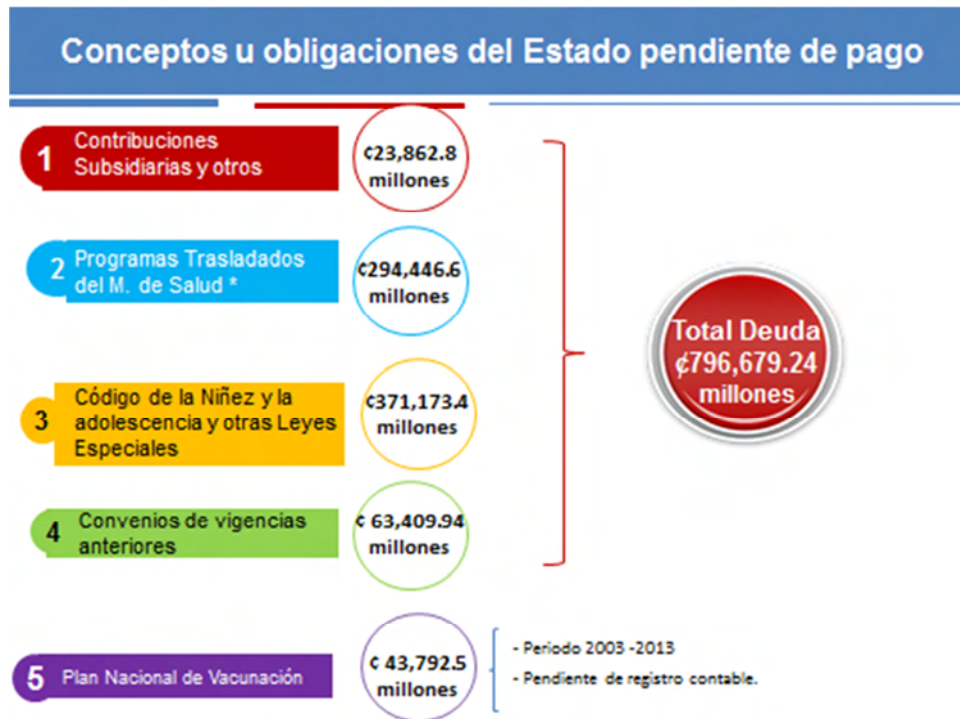 Conceptos u obligaciones del Estado pendiente de pago
1
Contribuciones
Subsidiarias y otros
¢23,862.8
millones
2
Programas Trasladados
del M. de Salud *
¢294,446.6
millones
3
Código de la Niñez y la
adolescencia y otras Leyes
Especiales
¢371,173.4
millones
4
Convenios de vigencias
anteriores
¢ 63,409.94
millones
Total Deuda
¢796,679.24
millones
5
Plan Nacional de Vacunación
¢ 43,792.5
millones
- Periodo 2003 -2013
- Pendiente de registro contable.